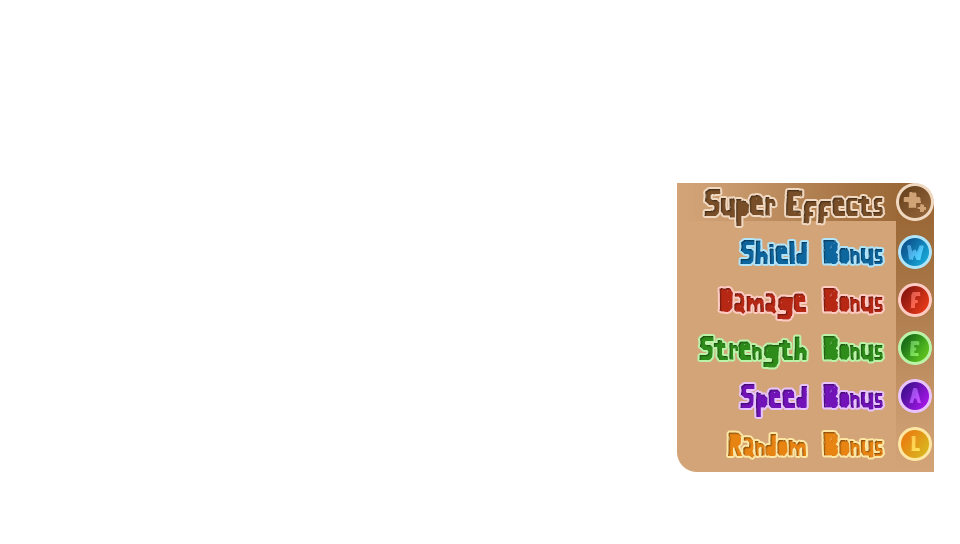 Super Effects
Shield Bonus W
Damage Bonus F
Strength Bonus E
Speed Bonus A
Random Bonus L